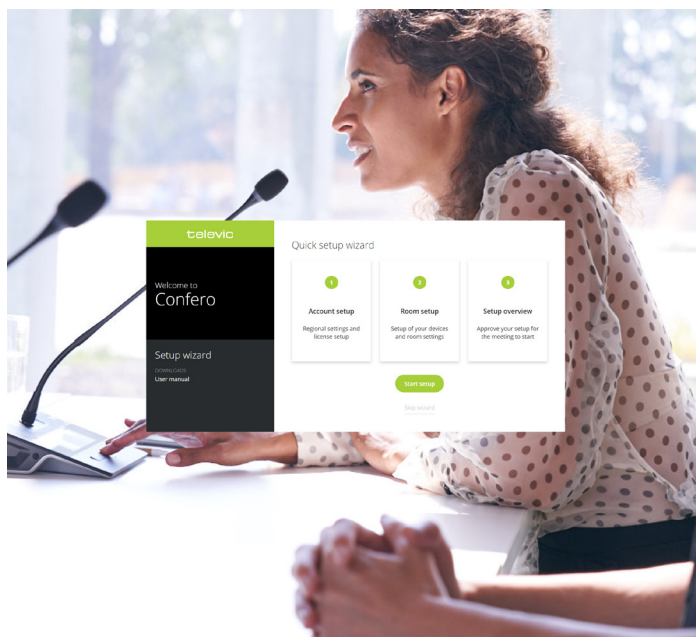 televic
Quick setup wizard
Welcome to
Confero
1
2
3
Account setup
Room setup
Setup overview
Regional settings and
license setup
Setup of your devices
and room settings
Approve your setup for
the meeting to start
Setup wizard
DOWNLOADS
User manual
Start setup
Skip wizard